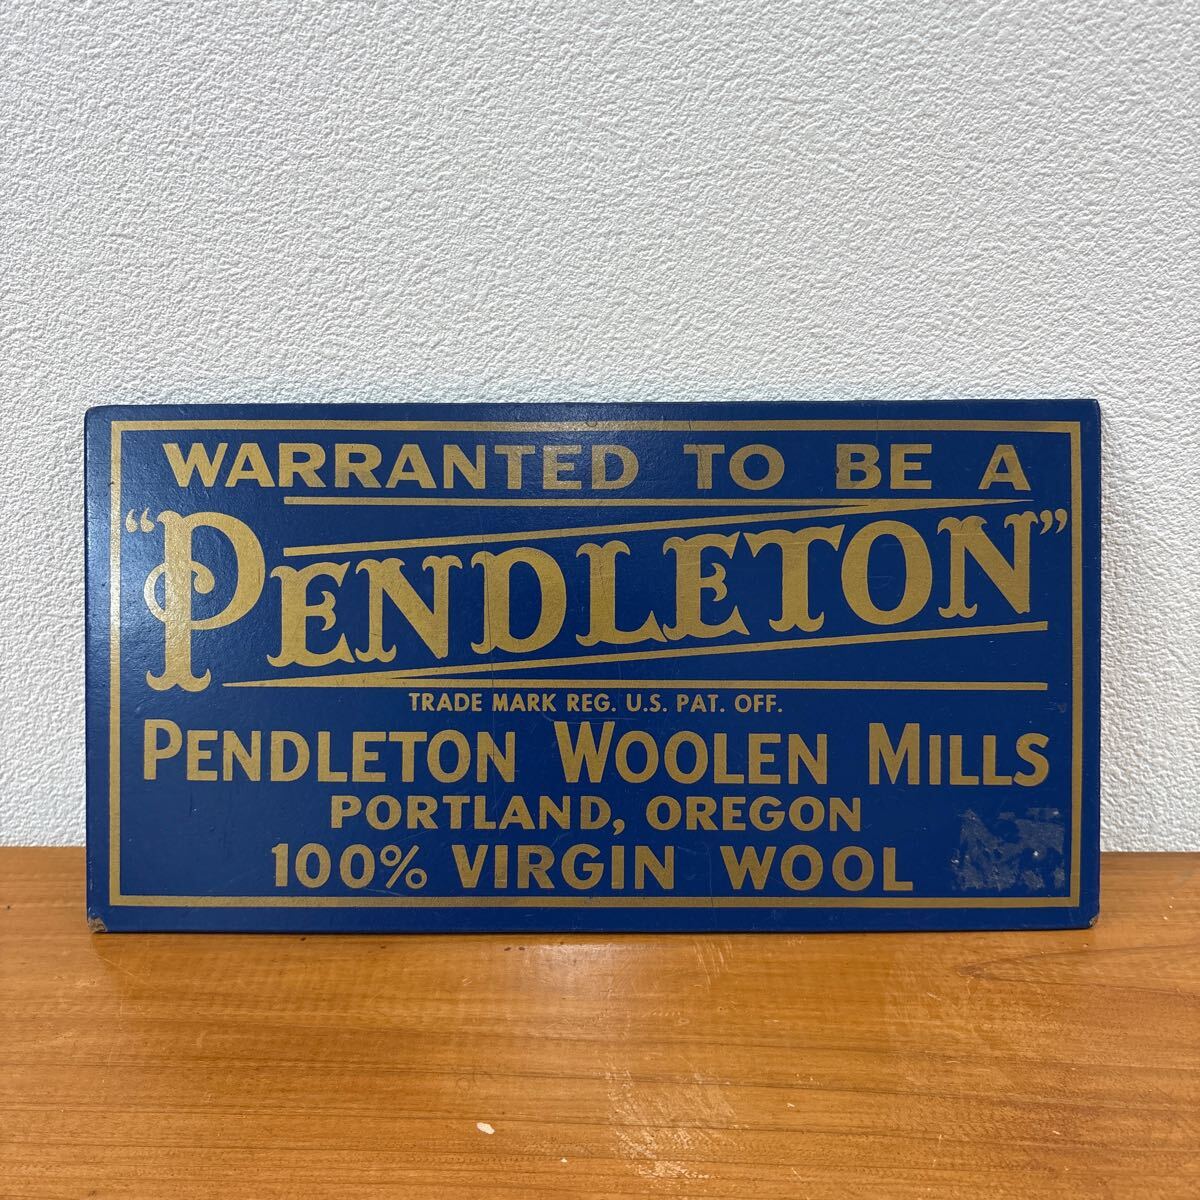 WARRANTED TO BE A
"PENDLETON"
TRADE MARK REG. U.S. PAT. OFF.
PENDLETON WOOLEN MILLS
PORTLAND, OREGON
100% VIRGIN WOOL